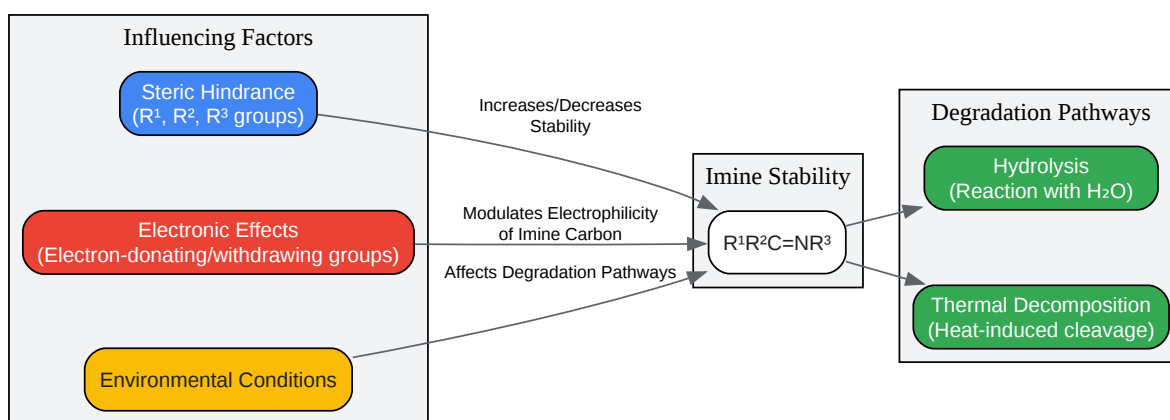 Influencing Factors
Steric Hindrance
(R¹, R², R³ groups)
Electronic Effects
(Electron-donating/withdrawing groups)
Environmental Conditions
Increases/Decreases
Stability
Modulates Electrophilicity
of Imine Carbon
Affects Degradation Pathways
Imine Stability
R¹R²C=NR³
Degradation Pathways
Hydrolysis
(Reaction with H₂O)
Thermal Decomposition
(Heat-induced cleavage)